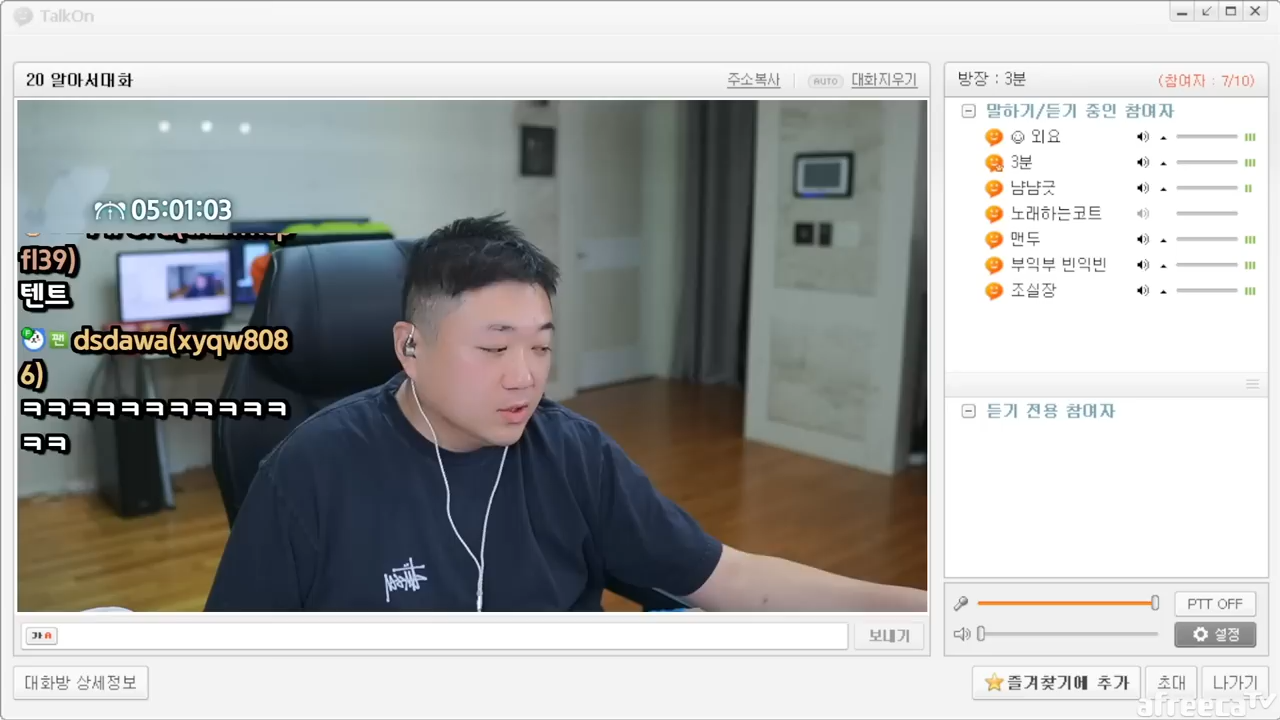 TalkOn
20 알아서대화
주소복사
AUTO
대화지우기
방장 : 3분
(참여자 : 7/10)
말하기/듣기 중인 참여자
외요
3분
냠냠긋
노래하는코트
맨두
부익부 빈익빈
조실장
듣기 전용 참여자
05:01:03
fl39)
텐트
팬 dsdawa(xyqw808
6)
ㅋㅋㅋㅋㅋㅋㅋㅋㅋㅋㅋ
ㅋㅋ
가A
보내기
PTT OFF
설정
대화방 상세정보
즐겨찾기에 추가
초대
나가기
afreecaTV